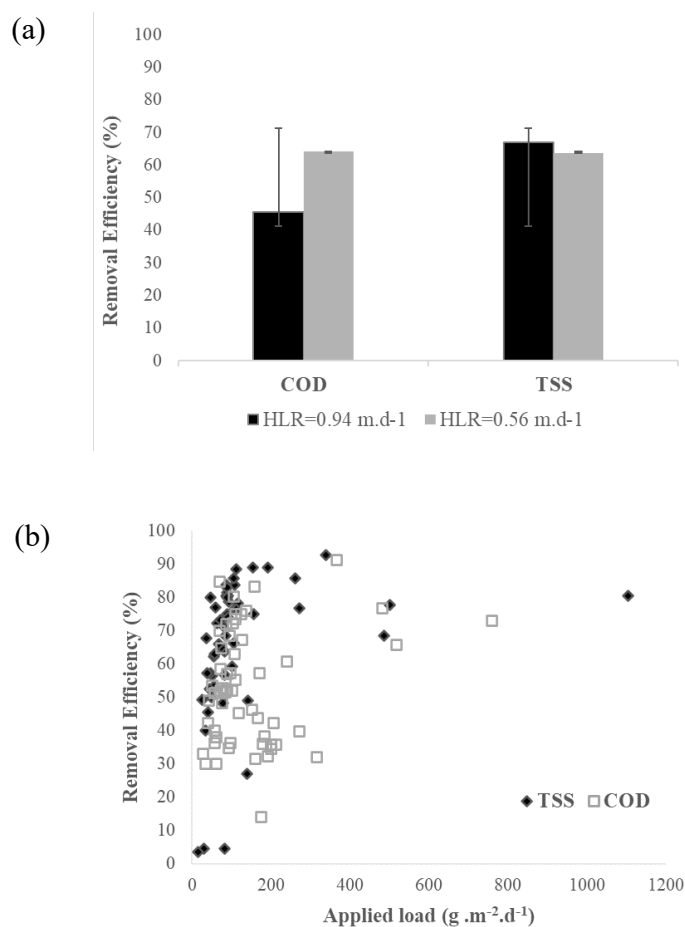 (a)
100
90
80
70
60
50
40
30
20
10
0
Removal Efficiency (%)
COD TSS
HLR=0.94 m.d-1 HLR=0.56 m.d-1
(b)
100
90
80
70
60
50
40
30
20
10
0
Removal Efficiency (%)
TSS COD
0 200 400 600 800 1000 1200
Applied load (g .m⁻².d⁻¹)